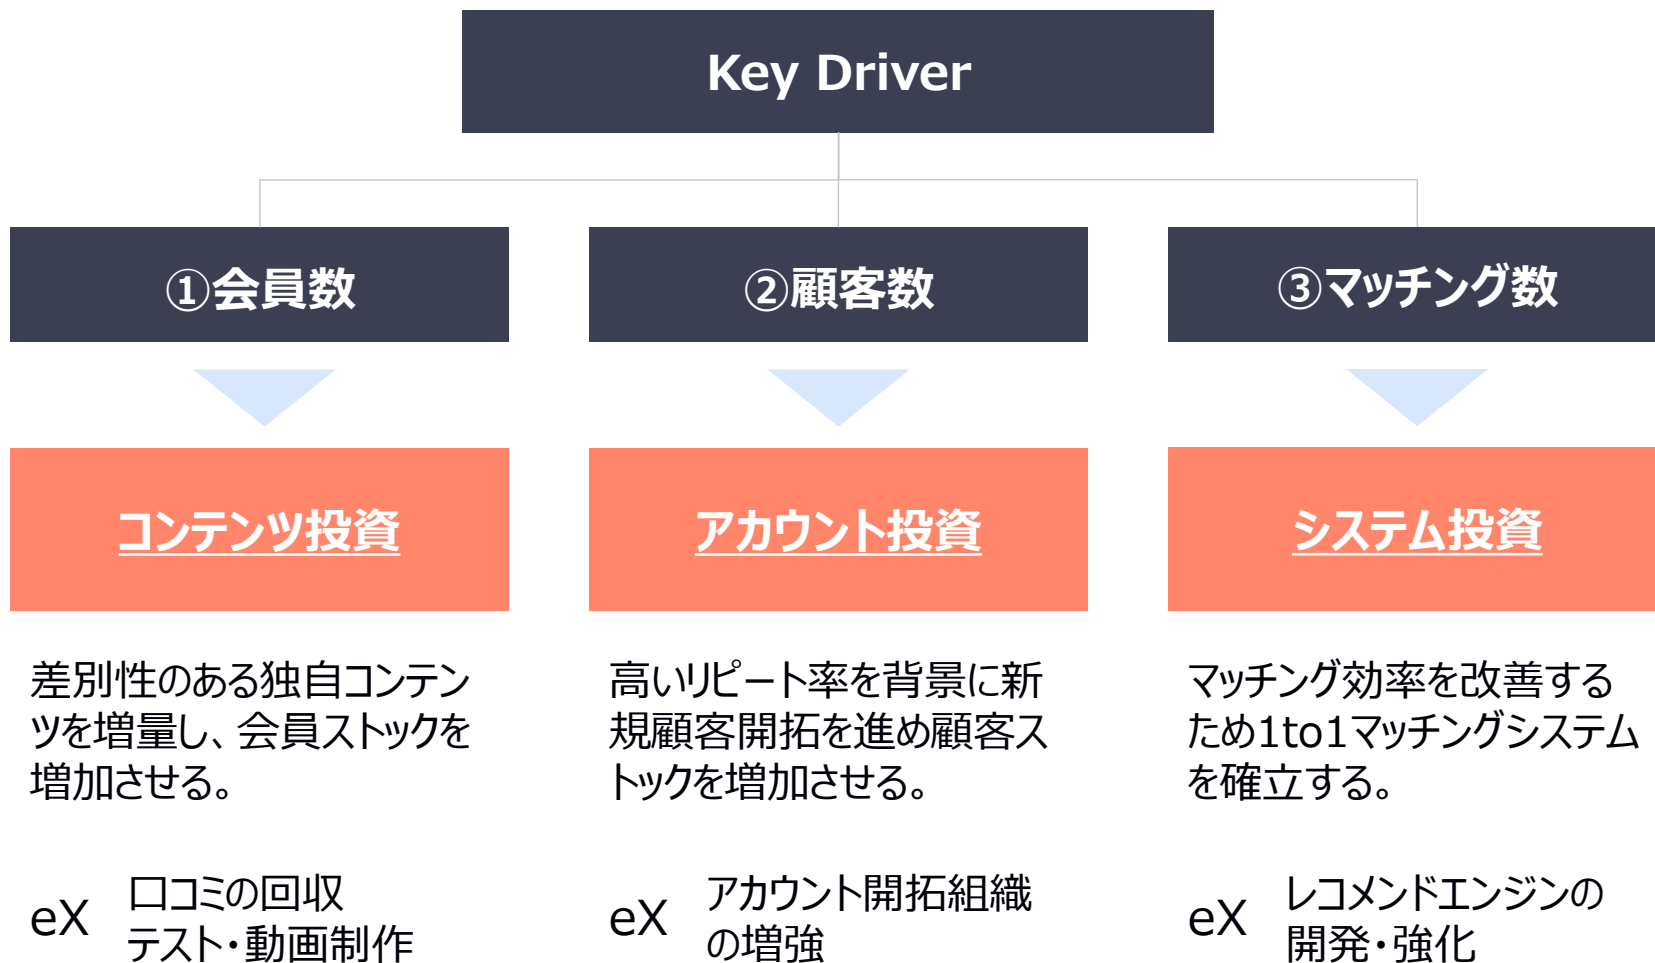 Key Driver
①会員数
②顧客数
③マッチング数
コンテンツ投資
アカウント投資
システム投資
差別性のある独自コンテン
ツを増量し、会員ストックを
増加させる。
高いリピート率を背景に新
規顧客開拓を進め顧客ス
トックを増加させる。
マッチング効率を改善する
ため1to1マッチングシステム
を確立する。
eX
口コミの回収
テスト・動画制作
eX
アカウント開拓組織
の増強
eX
レコメンドエンジンの
開発・強化